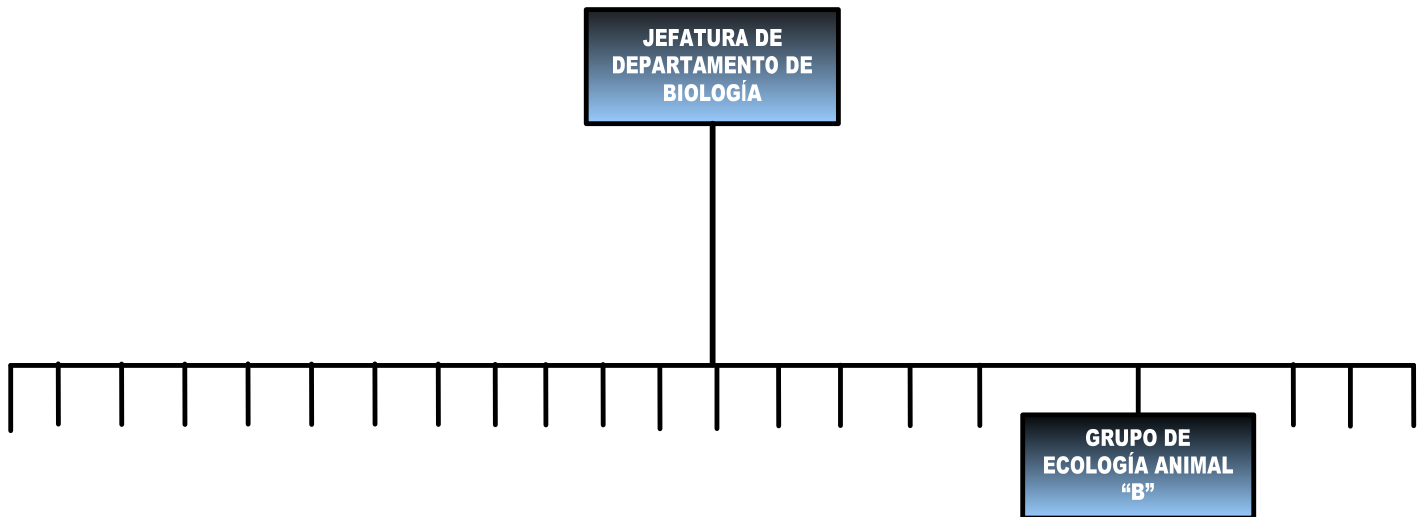 JEFATURA DE
DEPARTAMENTO DE
BIOLOGÍA
GRUPO DE
ECOLOGÍA ANIMAL
“B”